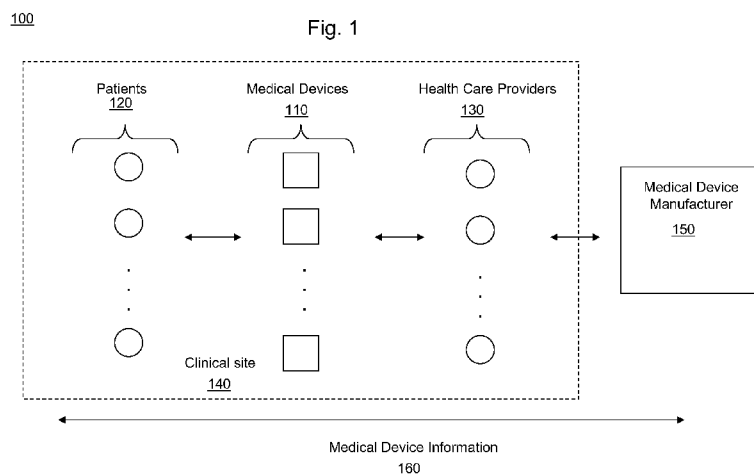 100
Fig. 1
Patients
120
Medical Devices
110
Health Care Providers
130
Medical Device
Manufacturer
150
Clinical site
140
Medical Device Information
160